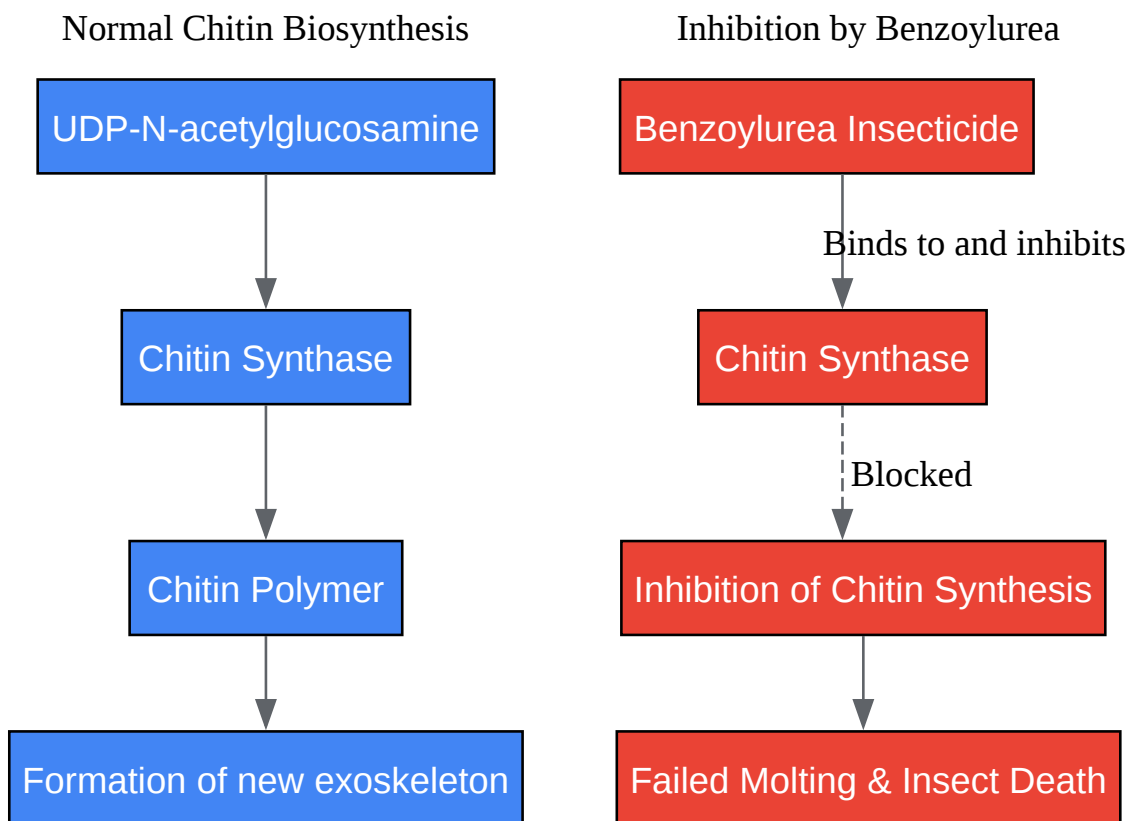 Normal Chitin Biosynthesis
UDP-N-acetylglucosamine
Chitin Synthase
Chitin Polymer
Formation of new exoskeleton
Inhibition by Benzoylurea
Benzoylurea Insecticide
Binds to and inhibits
Chitin Synthase
Blocked
Inhibition of Chitin Synthesis
Failed Molting & Insect Death